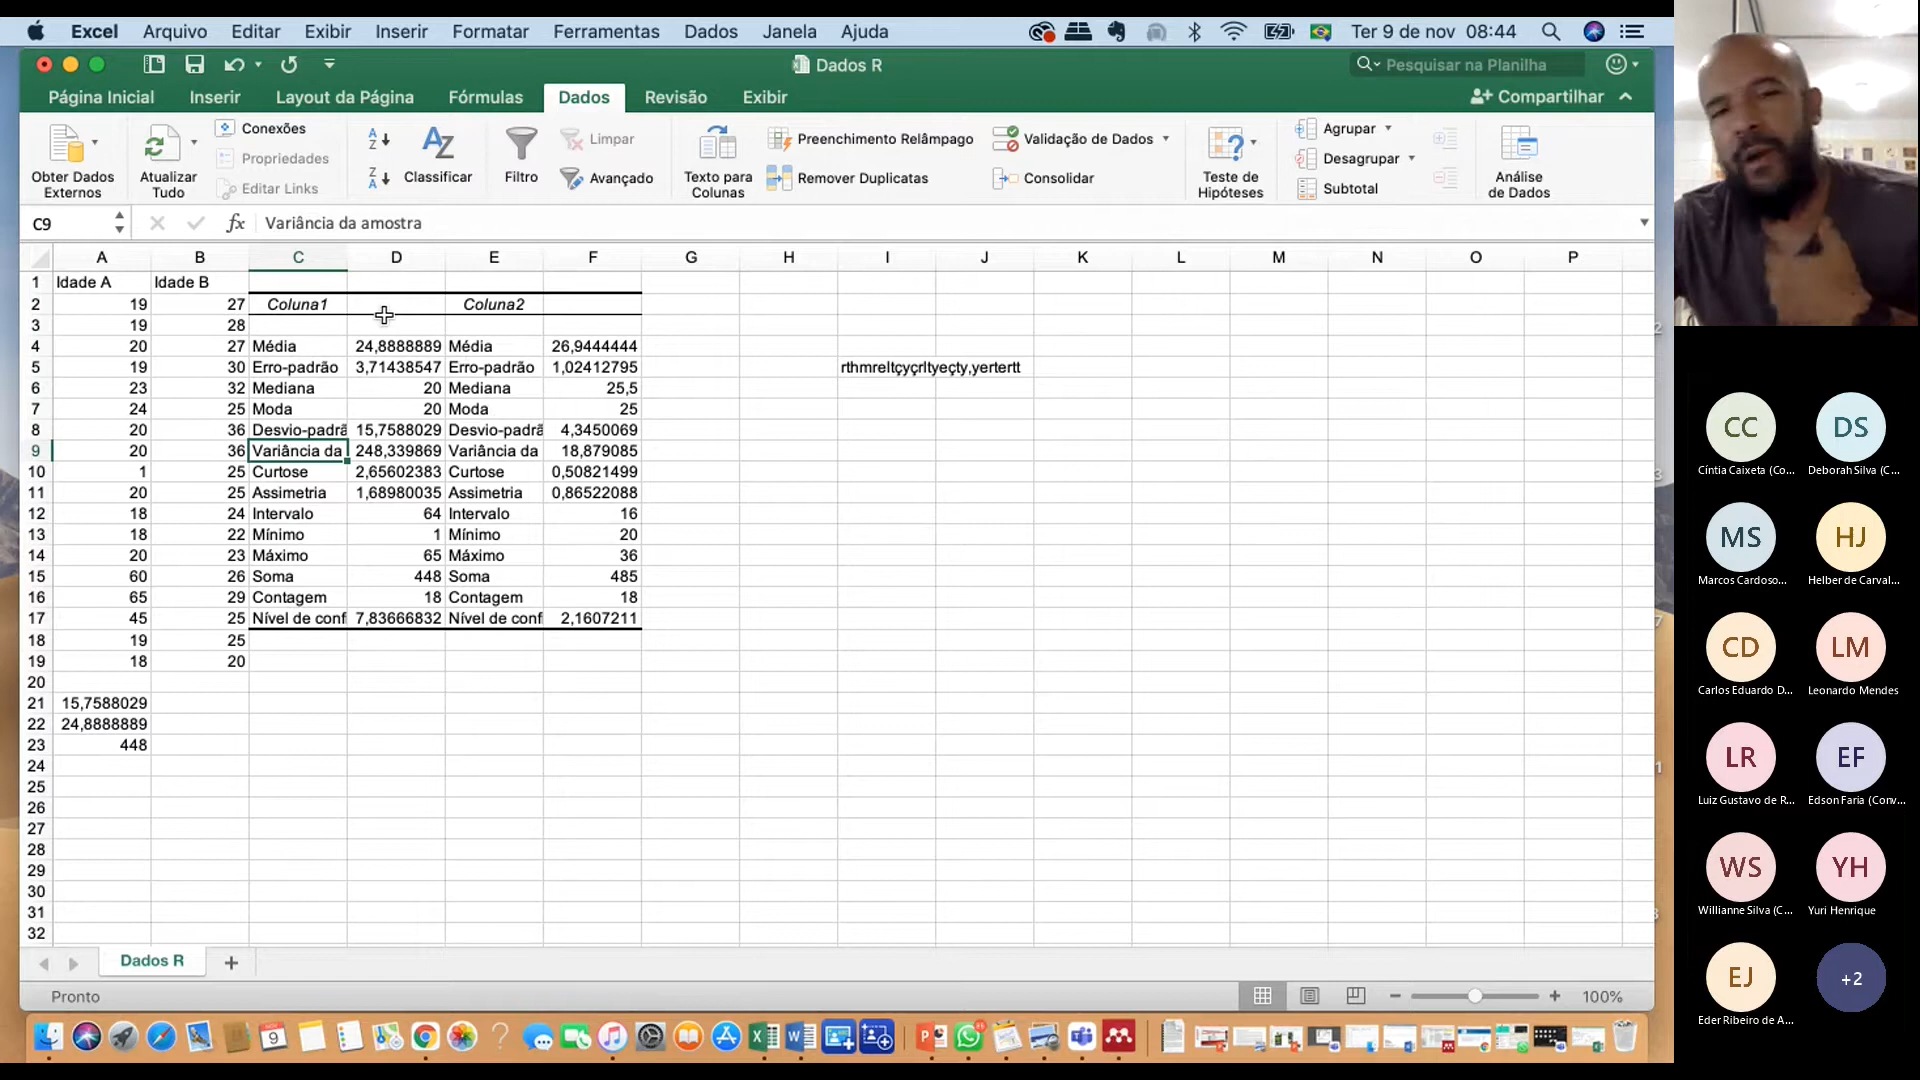 Excel Arquivo Editar Exibir Inserir Formatar Ferramentas Dados Janela Ajuda Ter 9 de nov 08:44
Dados R
Pesquisar na Planilha
Página Inicial Inserir Layout da Página Fórmulas Dados Revisão Exibir Compartilhar
Obter Dados Externos
Atualizar Tudo
Conexões
Propriedades
Editar Links
Classificar
Filtro
Limpar
Avançado
Texto para Colunas
Preenchimento Relâmpago
Remover Duplicatas
Validação de Dados
Consolidar
Teste de Hipóteses
Agrupar
Desagrupar
Subtotal
Análise de Dados
C9 fx Variância da amostra
A B C D E F G H I J K L M N O P
1 Idade A Idade B
2 19 27 Coluna1 Coluna2
3 19 28
4 20 27 Média 24,8888889 Média 26,9444444
5 19 30 Erro-padrão 3,71438547 Erro-padrão 1,02412795 rthmreltçyçrltyeçty,yertertt
6 23 32 Mediana 20 Mediana 25,5
7 24 25 Moda 20 Moda 25
8 20 36 Desvio-padrã 15,7588029 Desvio-padrã 4,3450069
9 20 36 Variância da 248,339869 Variância da 18,879085
10 1 25 Curtose 2,65602383 Curtose 0,50821499
11 20 25 Assimetria 1,68980035 Assimetria 0,86522088
12 18 24 Intervalo 64 Intervalo 16
13 18 22 Mínimo 1 Mínimo 20
14 20 23 Máximo 65 Máximo 36
15 60 26 Soma 448 Soma 485
16 65 29 Contagem 18 Contagem 18
17 45 25 Nível de conf 7,83666832 Nível de conf 2,1607211
18 19 25
19 18 20
20
21 15,7588029
22 24,8888889
23 448
24
25
26
27
28
29
30
31
32
Dados R
Pronto 100%
CC DS
Cíntia Caixeta (Co... Deborah Silva (C...
MS HJ
Marcos Cardoso... Helber de Carval...
CD LM
Carlos Eduardo D... Leonardo Mendes
LR EF
Luiz Gustavo de R... Edson Faria (Conv...
WS YH
Willianne Silva (C... Yuri Henrique
EJ +2
Eder Ribeiro de A...